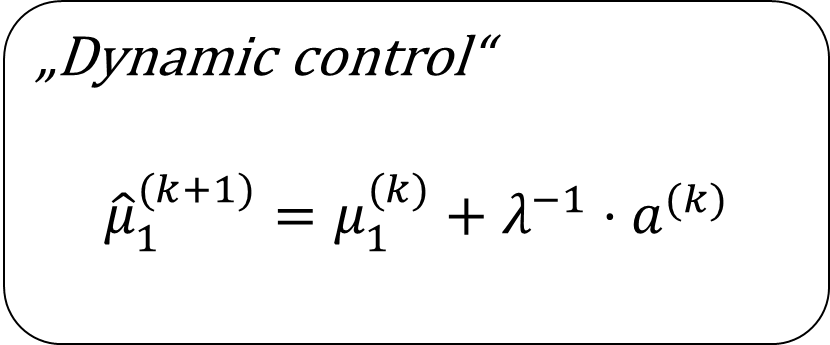 „Dynamic control“
μ̂₁⁽ᵏ⁺¹⁾ = μ₁⁽ᵏ⁾ + λ⁻¹ · a⁽ᵏ⁾